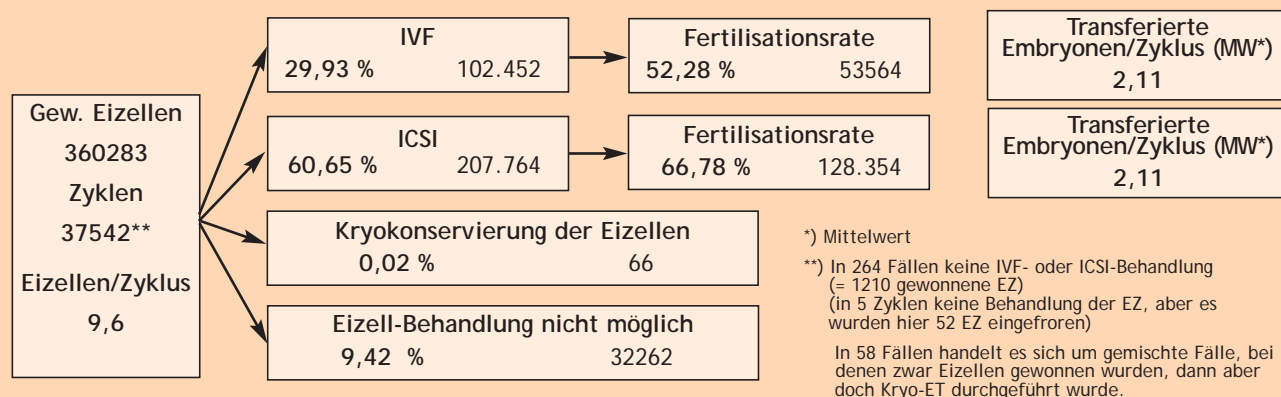 Gew. Eizellen
360283
Zyklen
37542**
Eizellen/Zyklus
9,6
IVF
29,93 % 102.452
Fertilisationsrate
52,28 % 53564
Transferierte
Embryonen/Zyklus (MW*)
2,11
ICSI
60,65 % 207.764
Fertilisationsrate
66,78 % 128.354
Transferierte
Embryonen/Zyklus (MW*)
2,11
Kryokonservierung der Eizellen
0,02 % 66
Eizell-Behandlung nicht möglich
9,42 % 32262
*) Mittelwert
**) In 264 Fällen keine IVF- oder ICSI-Behandlung
(= 1210 gewonnene EZ)
(in 5 Zyklen keine Behandlung der EZ, aber es
wurden hier 52 EZ eingefroren)
In 58 Fällen handelt es sich um gemischte Fälle, bei
denen zwar Eizellen gewonnen wurden, dann aber
doch Kryo-ET durchgeführt wurde.